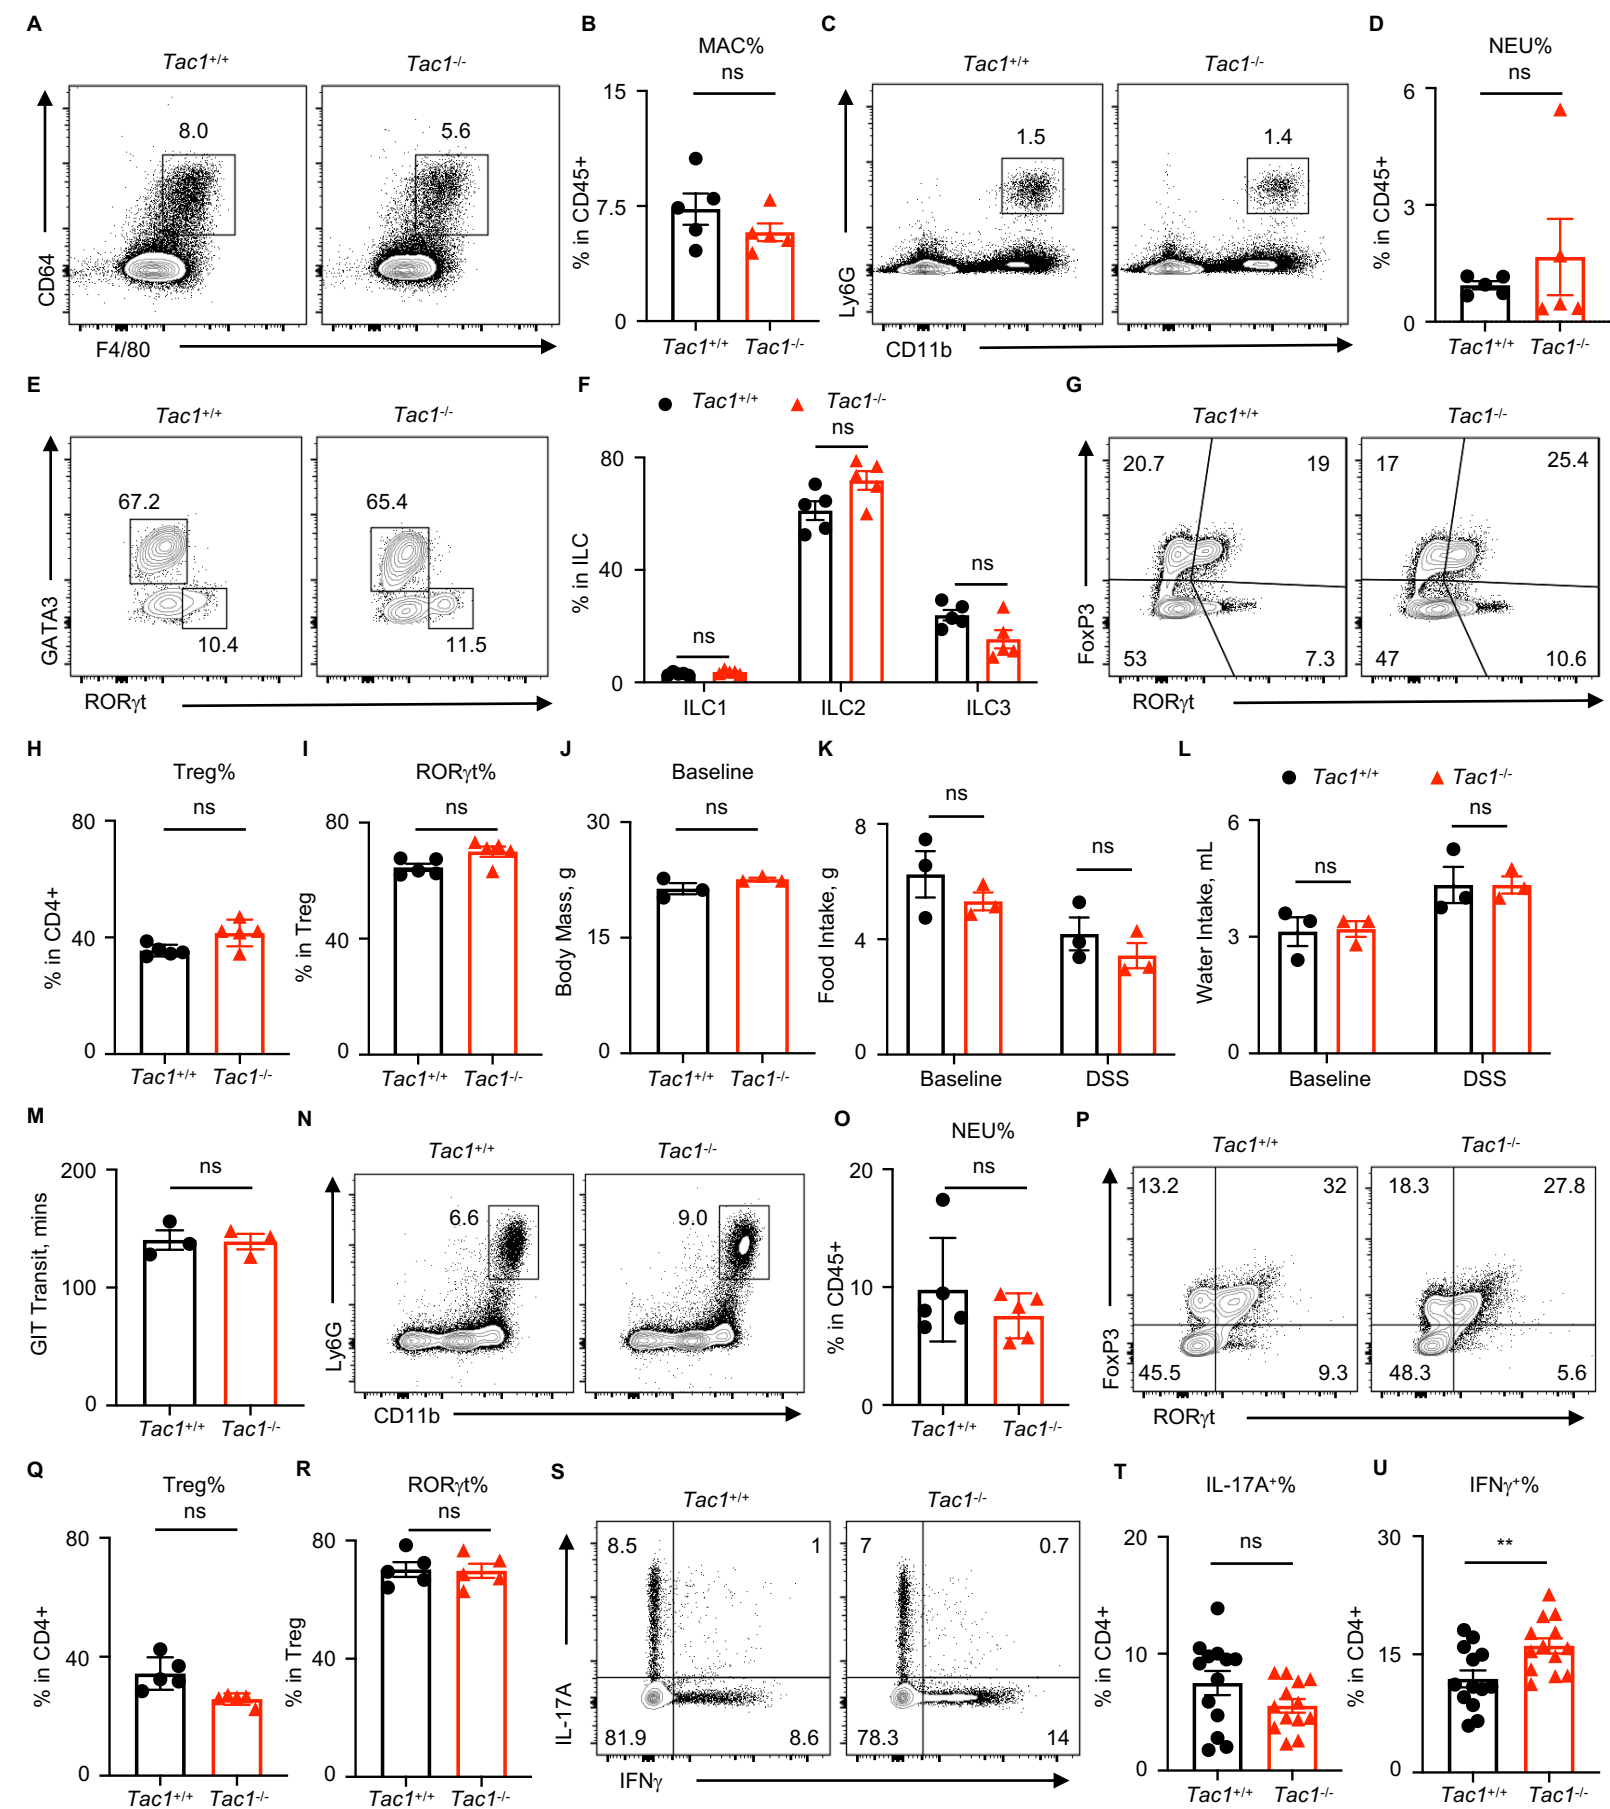 A
Tac1+/+
Tac1-/-
8.0
5.6
CD64
F4/80
B
MAC%
ns
15
7.5
0
% in CD45+
Tac1+/+
Tac1-/-
C
Tac1+/+
Tac1-/-
1.5
1.4
Ly6G
CD11b
D
NEU%
ns
6
3
0
% in CD45+
Tac1+/+
Tac1-/-
E
Tac1+/+
Tac1-/-
67.2
65.4
10.4
11.5
GATA3
RORγt
F
Tac1+/+
Tac1-/-
ns
ns
ns
80
40
0
% in ILC
ILC1
ILC2
ILC3
G
Tac1+/+
Tac1-/-
20.7
19
17
25.4
53
7.3
47
10.6
FoxP3
RORγt
H
Treg%
ns
80
40
0
% in CD4+
Tac1+/+
Tac1-/-
I
RORγt%
ns
80
40
0
% in Treg
Tac1+/+
Tac1-/-
J
Baseline
ns
30
15
0
Body Mass, g
Tac1+/+
Tac1-/-
K
ns
ns
8
4
0
Food Intake, g
Baseline
DSS
L
Tac1+/+
Tac1-/-
ns
ns
6
3
0
Water Intake, mL
Baseline
DSS
M
ns
200
100
0
GIT Transit, mins
Tac1+/+
Tac1-/-
N
Tac1+/+
Tac1-/-
6.6
9.0
Ly6G
CD11b
O
NEU%
ns
20
10
0
% in CD45+
Tac1+/+
Tac1-/-
P
Tac1+/+
Tac1-/-
13.2
32
18.3
27.8
45.5
9.3
48.3
5.6
FoxP3
RORγt
Q
Treg%
ns
80
40
0
% in CD4+
Tac1+/+
Tac1-/-
R
RORγt%
ns
80
40
0
% in Treg
Tac1+/+
Tac1-/-
S
Tac1+/+
Tac1-/-
8.5
1
7
0.7
81.9
8.6
78.3
14
IL-17A
IFNγ
T
IL-17A+%
ns
20
10
0
% in CD4+
Tac1+/+
Tac1-/-
U
IFNγ+%
**
30
15
0
% in CD4+
Tac1+/+
Tac1-/-